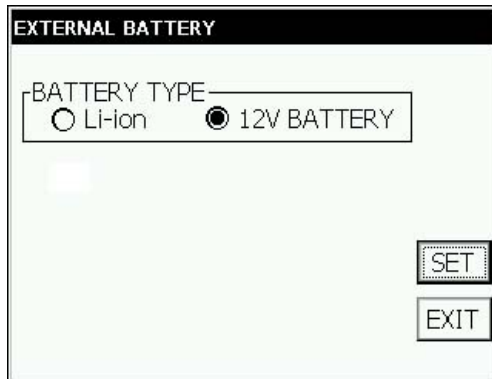 EXTERNAL BATTERY
BATTERY TYPE
Li-ion 12V BATTERY
SET
EXIT